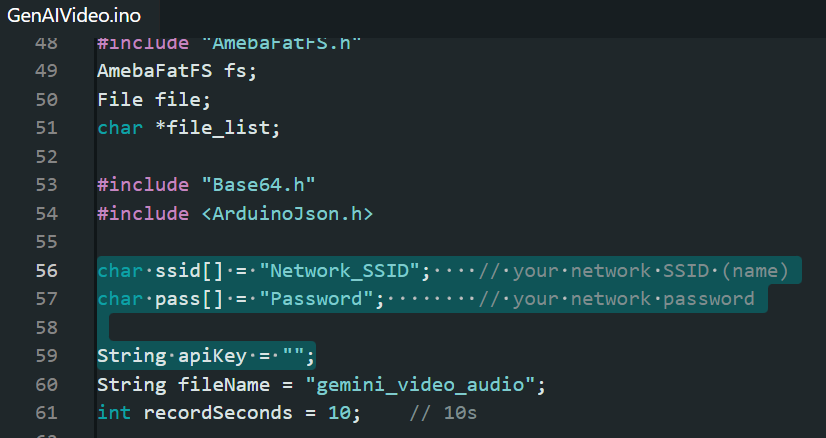 GenAIVideo.ino
48 #include "AmebaFatFS.h"
49 AmebaFatFS fs;
50 File file;
51 char *file_list;
52
53 #include "Base64.h"
54 #include <ArduinoJson.h>
55
56 char ssid[] = "Network_SSID";    // your network SSID (name)
57 char pass[] = "Password";        // your network password
58
59 String apiKey = "";
60 String fileName = "gemini_video_audio";
61 int recordSeconds = 10;    // 10s